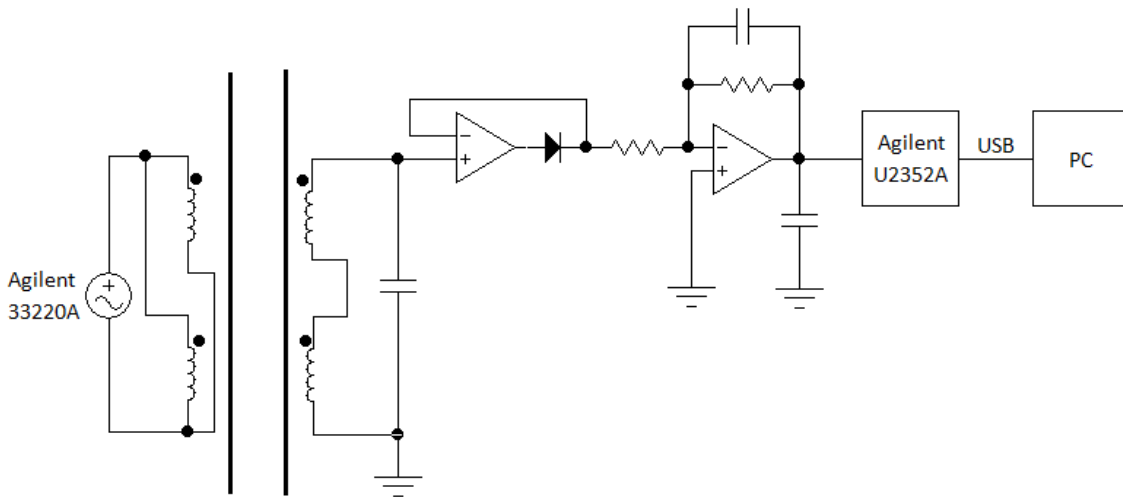 Agilent
33220A
Agilent
U2352A
USB
PC